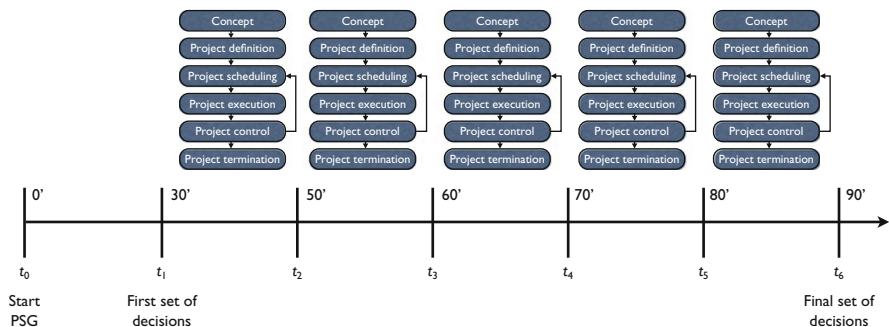 Concept Concept Concept Concept Concept
Project definition Project definition Project definition Project definition Project definition
Project scheduling Project scheduling Project scheduling Project scheduling Project scheduling
Project execution Project execution Project execution Project execution Project execution
Project control Project control Project control Project control Project control
Project termination Project termination Project termination Project termination Project termination
0' 30' 50' 60' 70' 80' 90'
t0 t1 t2 t3 t4 t5 t6
Start First set of Final set of
PSG decisions decisions